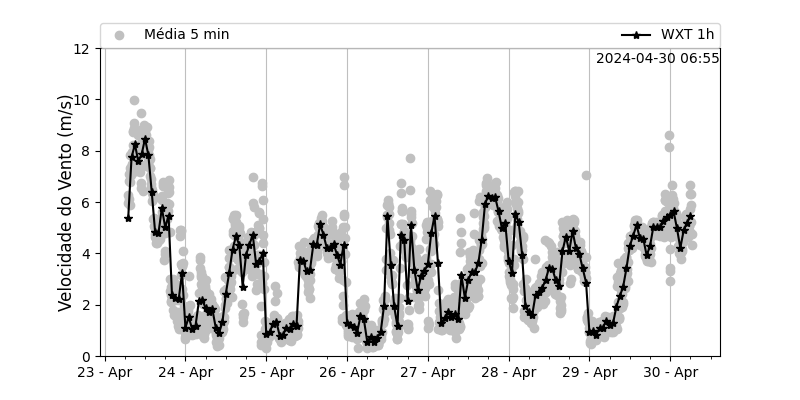 Média 5 min
WXT 1h
2024-04-30 06:55
Velocidade do Vento (m/s)
12
10
8
6
4
2
0
23 - Apr
24 - Apr
25 - Apr
26 - Apr
27 - Apr
28 - Apr
29 - Apr
30 - Apr